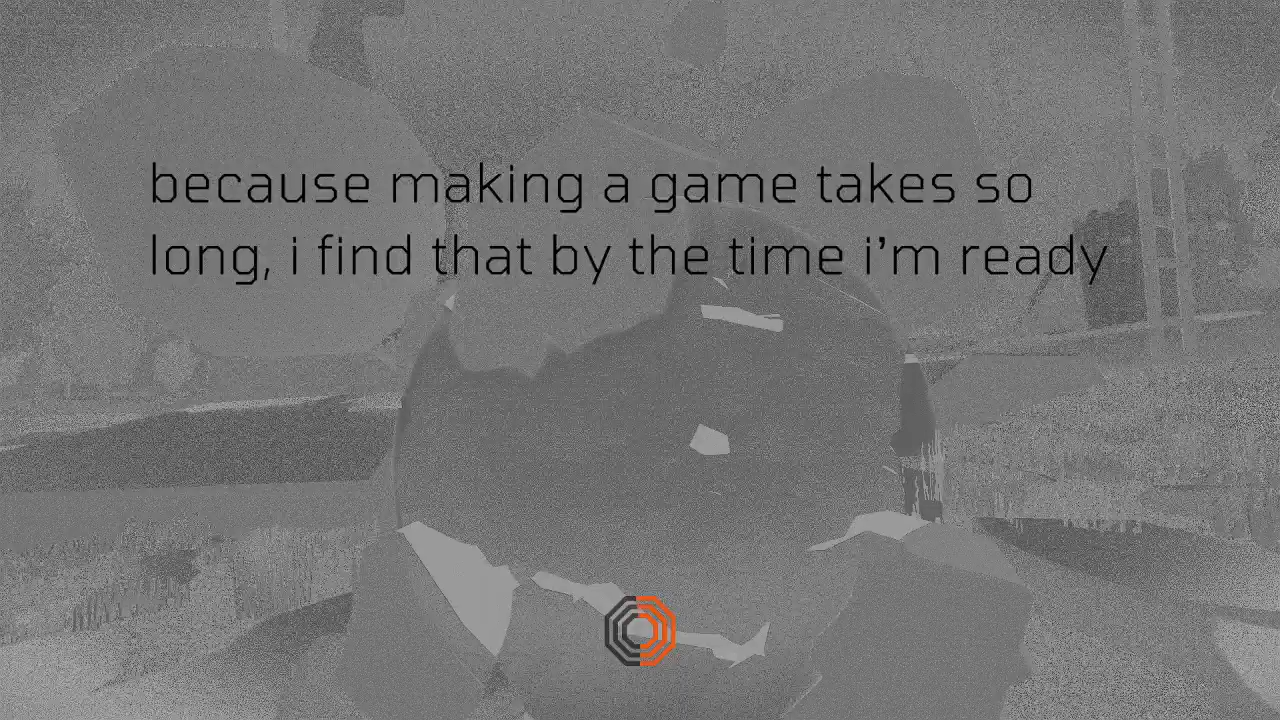 because making a game takes so
long, i find that by the time i’m ready